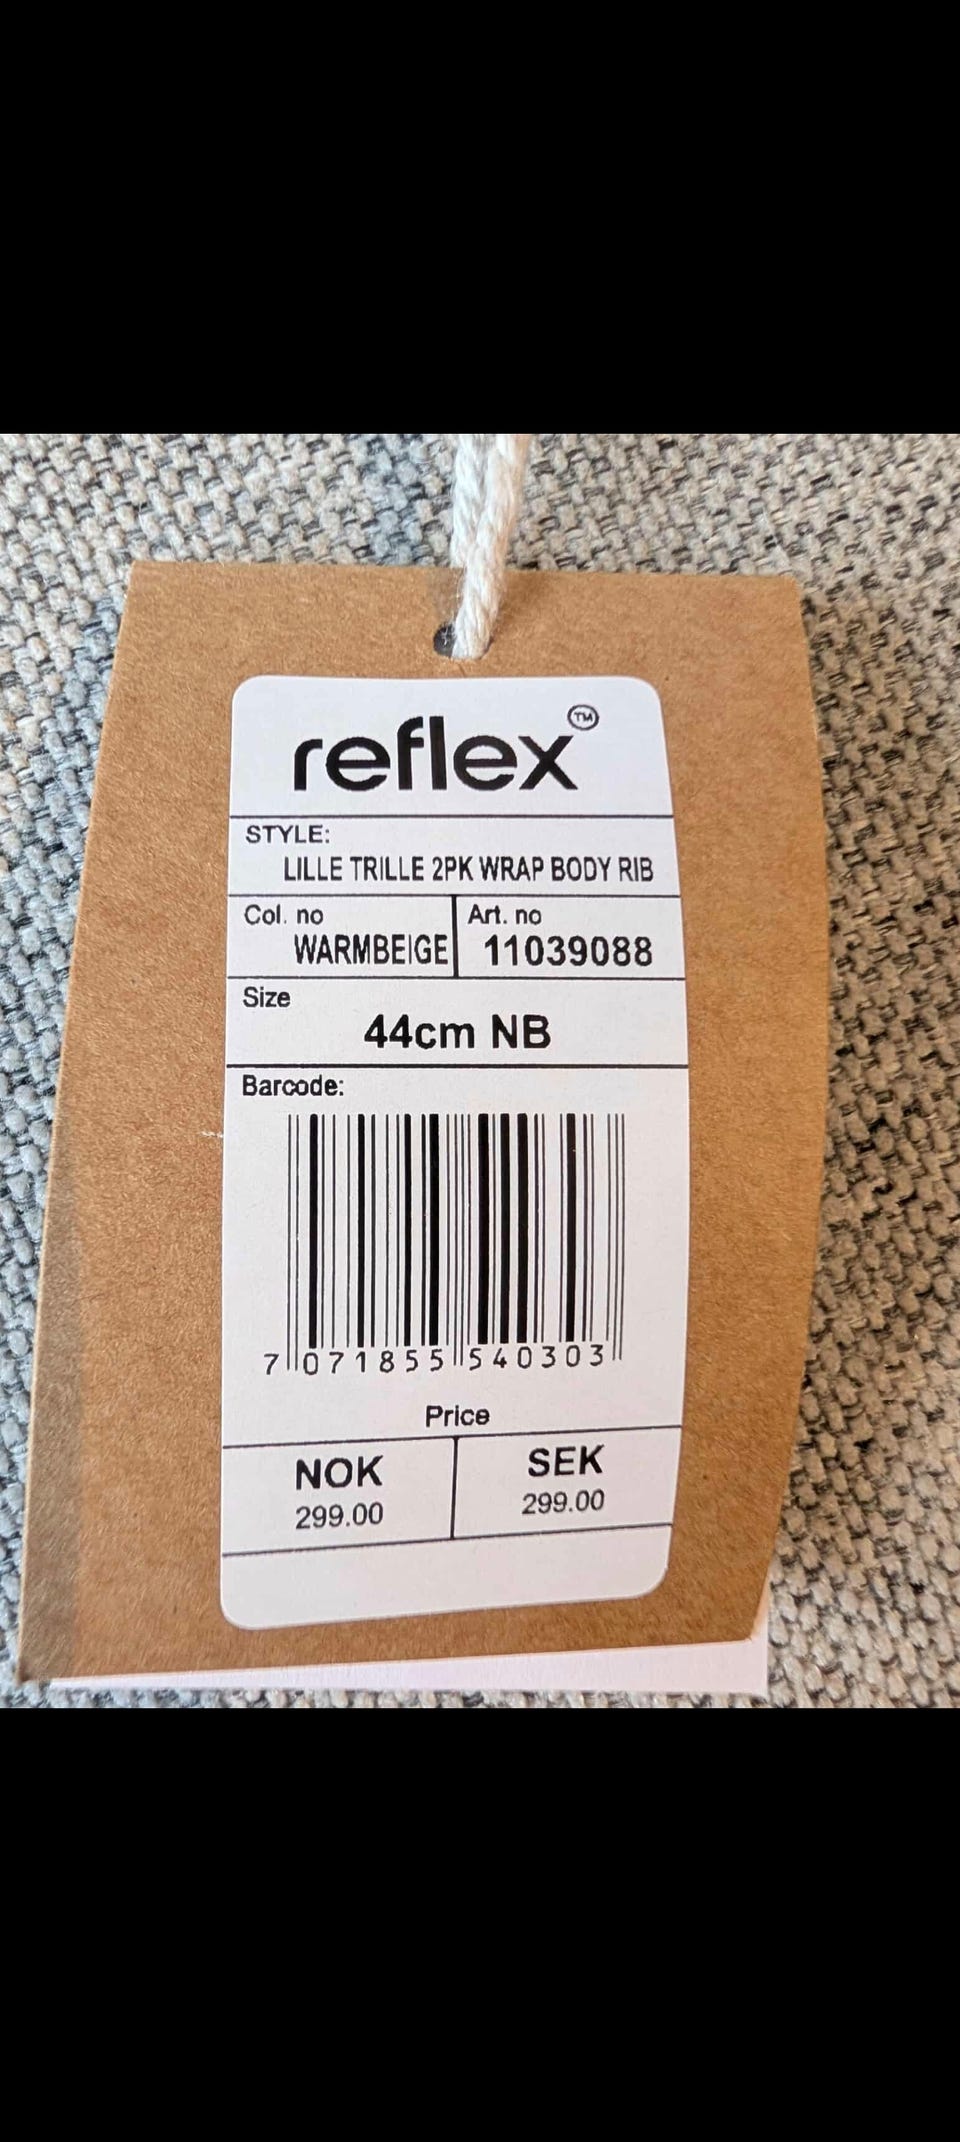 reflex™
STYLE:
LILLE TRILLE 2PK WRAP BODY RIB
Col. no
WARMBEIGE
Art. no
11039088
Size
44cm NB
Barcode:
7 071855 540303
Price
NOK
299.00
SEK
299.00